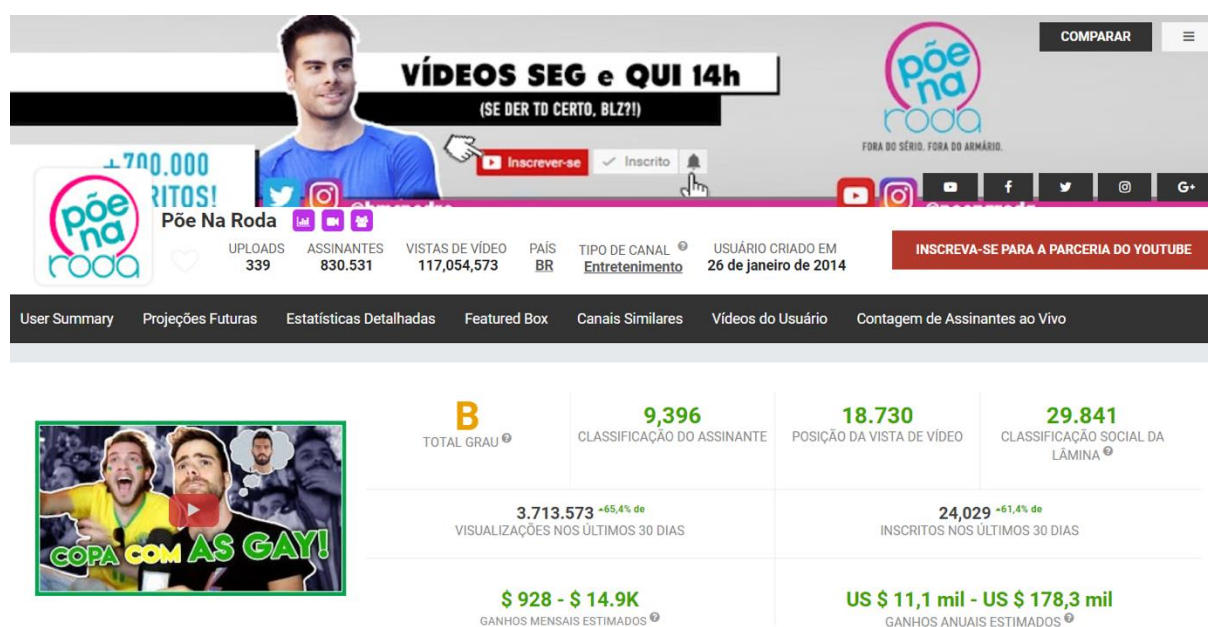 COMPARAR
VÍDEOS SEG e QUI 14h
(SE DER TD CERTO, BLZ?!)
põe
na
roda
FORA DO SÉRIO. FORA DO ARMÁRIO.
Inscrever-se
Inscrito
+700.000
põe
na
roda
Põe Na Roda
UPLOADS ASSINANTES VISTAS DE VÍDEO PAÍS TIPO DE CANAL USUÁRIO CRIADO EM
339 830.531 117,054,573 BR Entretenimento 26 de janeiro de 2014
INSCREVA-SE PARA A PARCERIA DO YOUTUBE
User Summary Projeções Futuras Estatísticas Detalhadas Featured Box Canais Similares Vídeos do Usuário Contagem de Assinantes ao Vivo
COPA COM AS GAY!
B 9,396 18.730 29.841
TOTAL GRAU CLASSIFICAÇÃO DO ASSINANTE POSIÇÃO DA VISTA DE VÍDEO CLASSIFICAÇÃO SOCIAL DA
LÂMINA
3.713.573 +65,4% de 24,029 +61,4% de
VISUALIZAÇÕES NOS ÚLTIMOS 30 DIAS INSCRITOS NOS ÚLTIMOS 30 DIAS
$ 928 - $ 14.9K US $ 11,1 mil - US $ 178,3 mil
GANHOS MENSAIS ESTIMADOS GANHOS ANUAIS ESTIMADOS